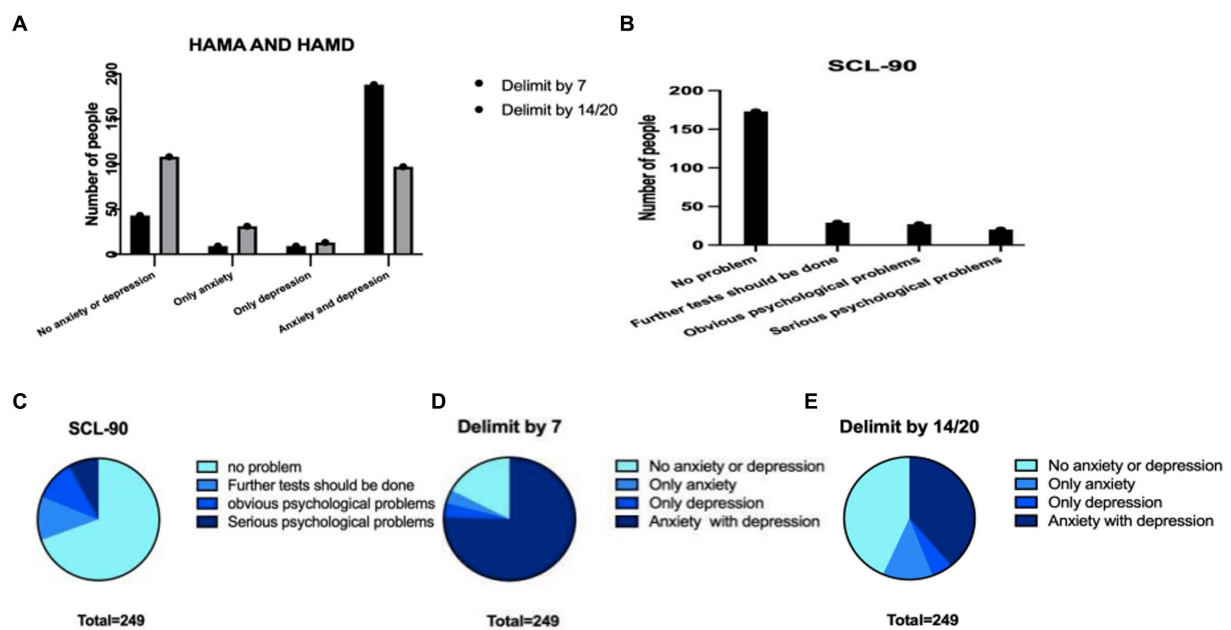 A
HAMA AND HAMD
Number of people
200
150
100
50
0
No anxiety or depression
Only anxiety
Only depression
Anxiety and depression
Delimit by 7
Delimit by 14/20
B
SCL-90
Number of people
200
150
100
50
0
No problem
Further tests should be done
Obvious psychological problems
Serious psychological problems
C
SCL-90
no problem
Further tests should be done
obvious psychological problems
Serious psychological problems
Total=249
D
Delimit by 7
No anxiety or depression
Only anxiety
Only depression
Anxiety with depression
Total=249
E
Delimit by 14/20
No anxiety or depression
Only anxiety
Only depression
Anxiety with depression
Total=249